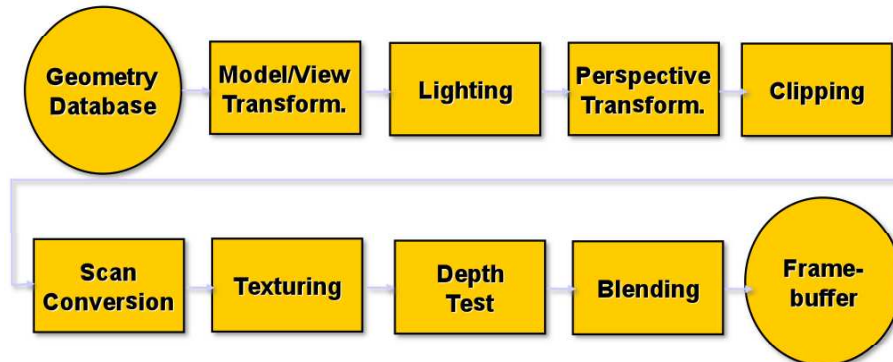 Geometry
Database
Model/View
Transform.
Lighting
Perspective
Transform.
Clipping
Scan
Conversion
Texturing
Depth
Test
Blending
Frame-
buffer